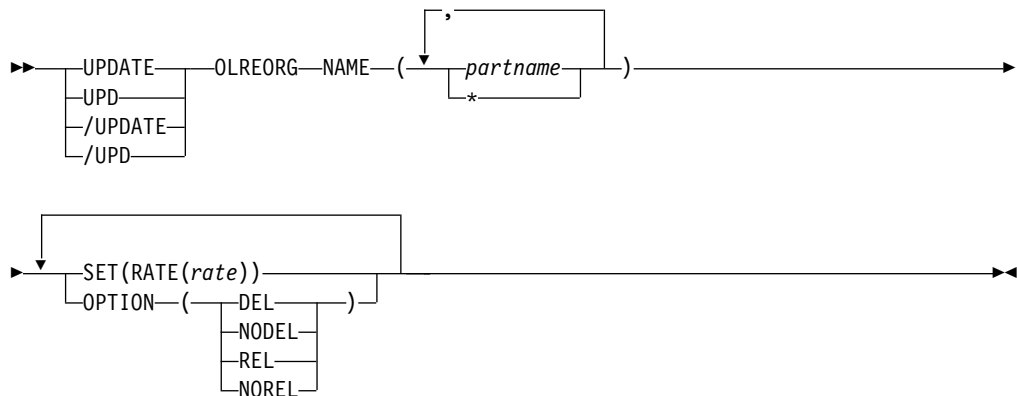 ,
UPDATE OLREORG NAME ( partname )
UPD *
/UPDATE
/UPD
SET(RATE(rate))
OPTION ( DEL )
NODEL
REL
NOREL